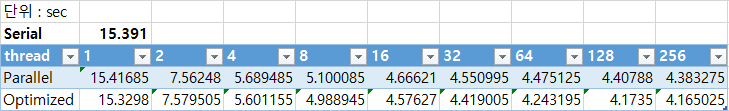 단위 : sec
Serial 15.391
thread 1 2 4 8 16 32 64 128 256
Parallel 15.41685 7.56248 5.689485 5.100085 4.66621 4.550995 4.475125 4.40788 4.383275
Optimized 15.3298 7.579505 5.601155 4.988945 4.57627 4.419005 4.243195 4.1735 4.165025